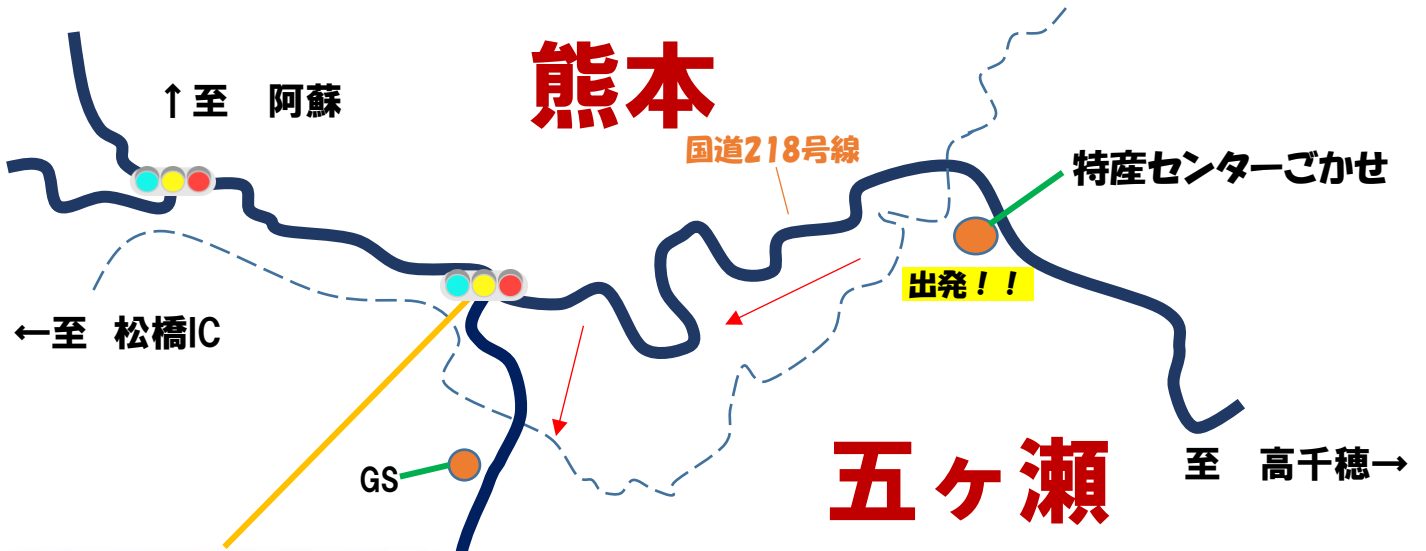 熊本
↑至　阿蘇
国道218号線
特産センターごかせ
出発！！
←至　松橋IC
五ヶ瀬
至　高千穂→
GS